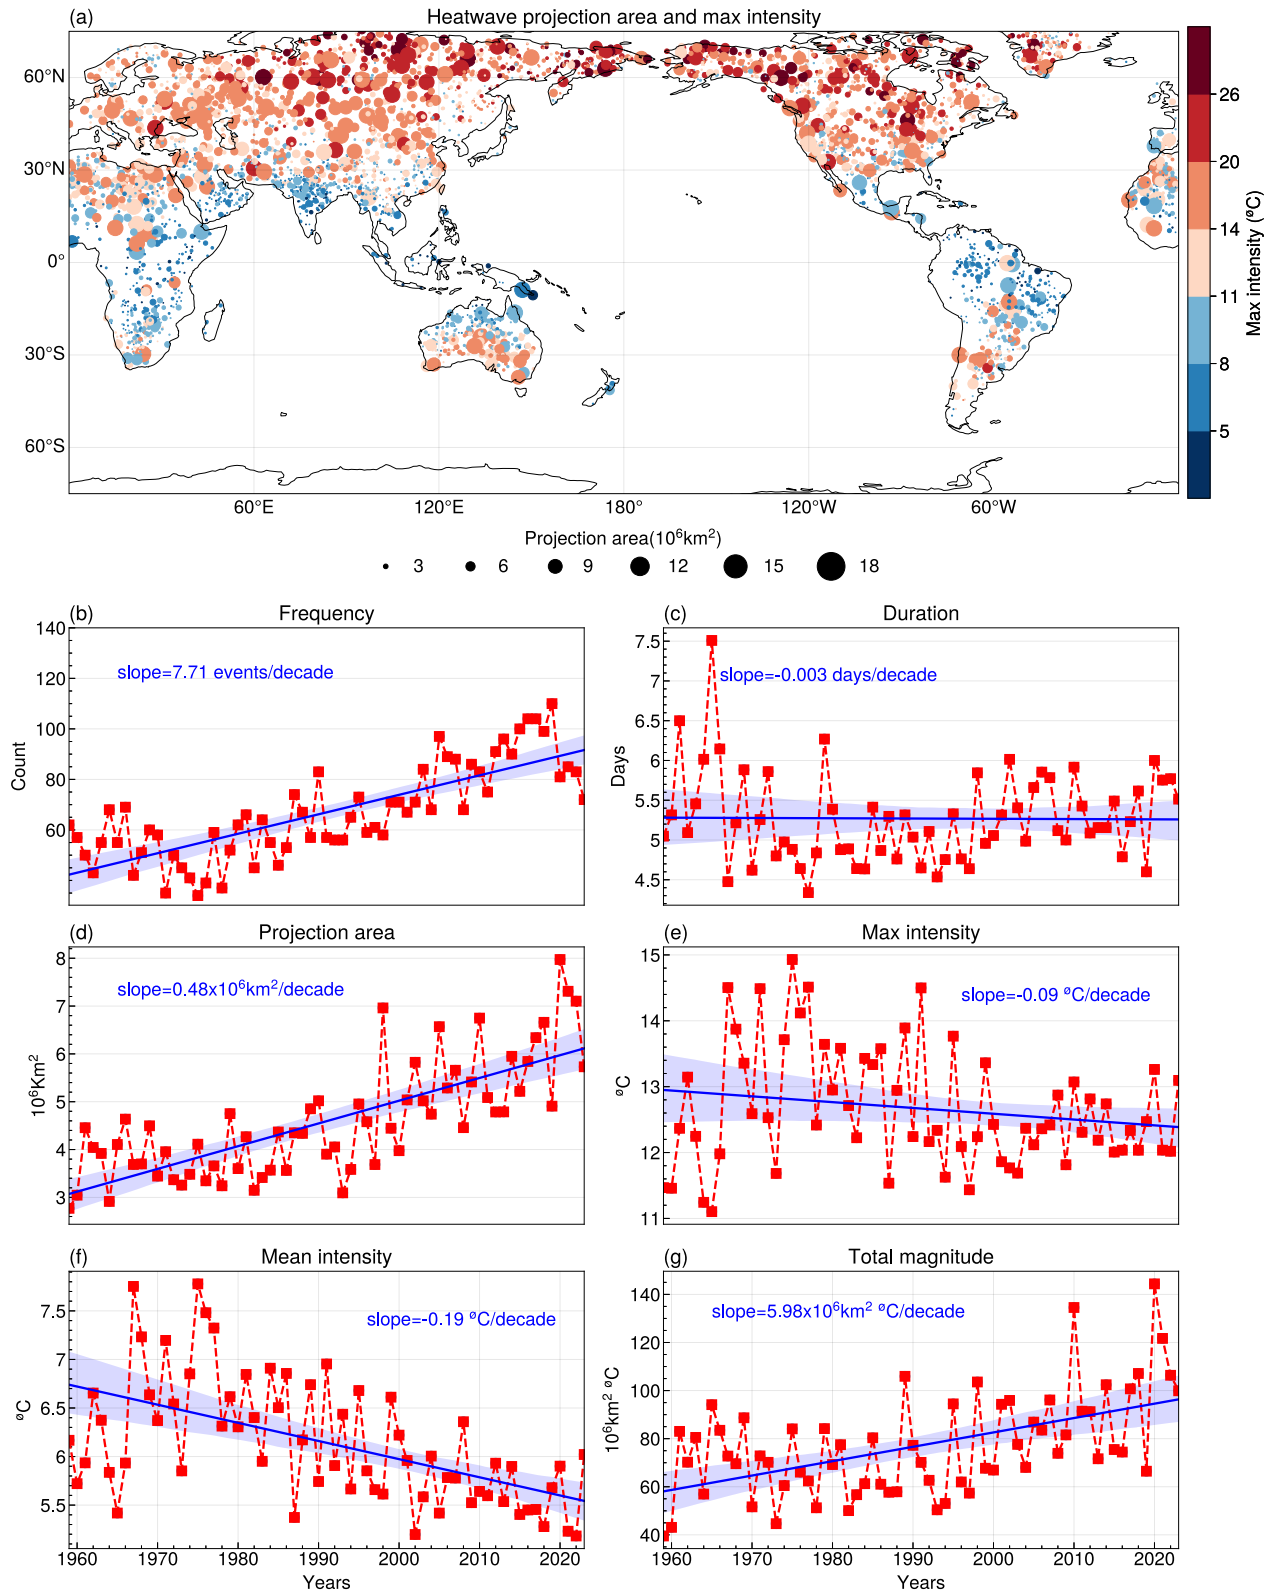 (a) Heatwave projection area and max intensity
60°N
30°N
0°
30°S
60°S
60°E 120°E 180° 120°W 60°W
26
20
14
11
8
5
Max intensity (ºC)
Projection area(10⁶km²)
3 6 9 12 15 18
(b) Frequency
slope=7.71 events/decade
140
120
100
80
60
Count
(c) Duration
slope=-0.003 days/decade
7.5
7
6.5
6
5.5
5
4.5
Days
(d) Projection area
slope=0.48x10⁶km²/decade
8
7
6
5
4
3
10⁶Km²
(e) Max intensity
slope=-0.09 ºC/decade
15
14
13
12
11
ºC
(f) Mean intensity
slope=-0.19 ºC/decade
7.5
7
6.5
6
5.5
ºC
1960 1970 1980 1990 2000 2010 2020
Years
(g) Total magnitude
slope=5.98x10⁶km² ºC/decade
140
120
100
80
60
40
10⁶km² ºC
1960 1970 1980 1990 2000 2010 2020
Years